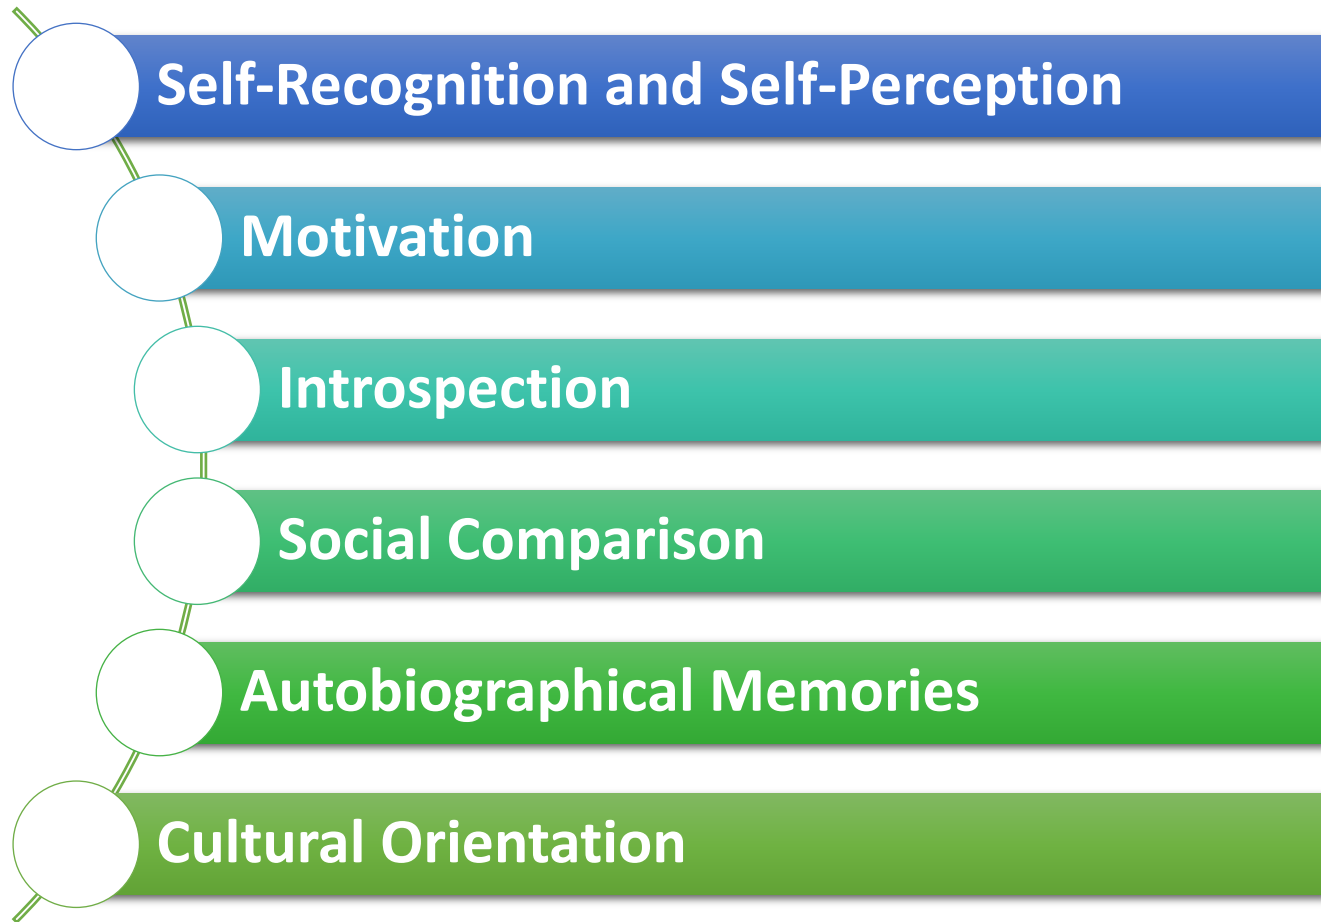 Self-Recognition and Self-Perception
Motivation
Introspection
Social Comparison
Autobiographical Memories
Cultural Orientation